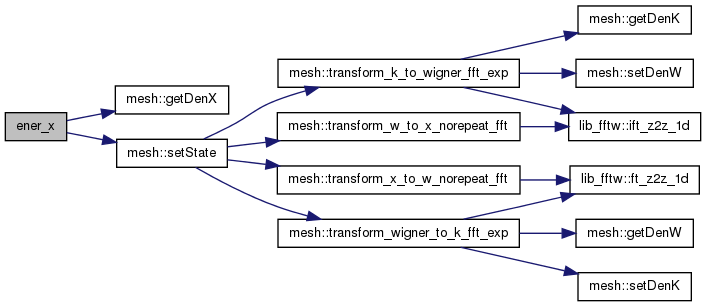 ener_x
mesh::getDenX
mesh::setState
mesh::transform_k_to_wigner_fft_exp
mesh::getDenK
mesh::setDenW
lib_fftw::ift_z2z_1d
mesh::transform_w_to_x_norepeat_fft
mesh::transform_x_to_w_norepeat_fft
lib_fftw::ft_z2z_1d
mesh::transform_wigner_to_k_fft_exp
mesh::getDenW
mesh::setDenK